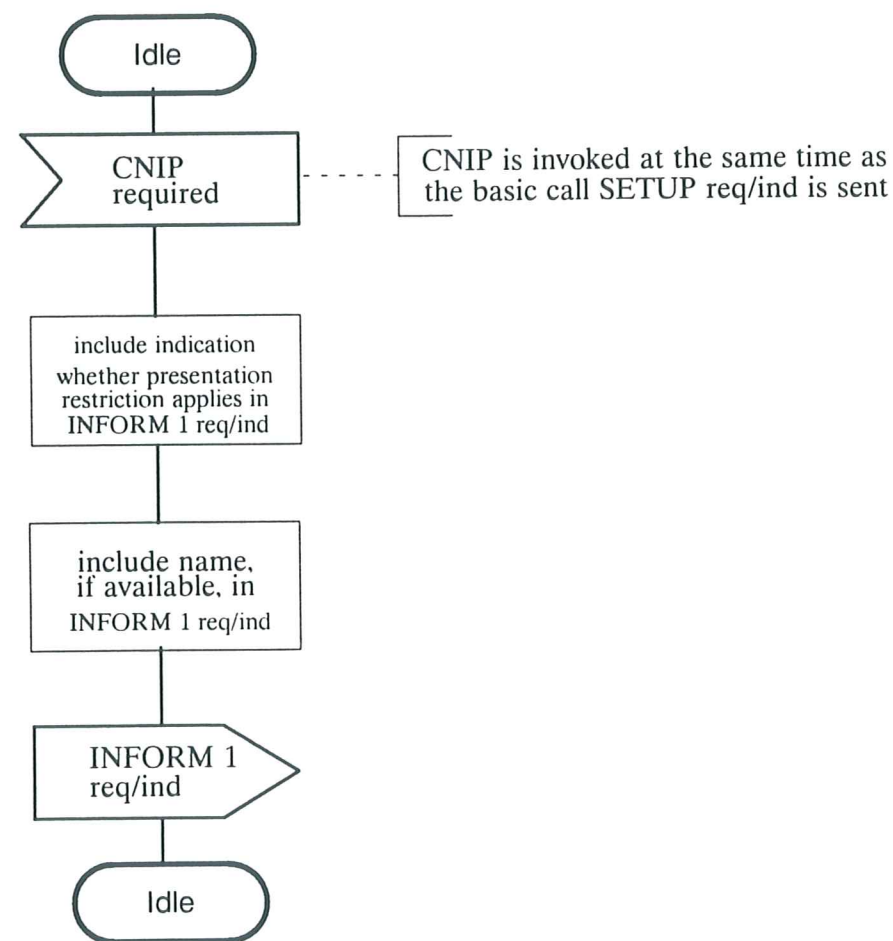 Idle
CNIP
required
CNIP is invoked at the same time as
the basic call SETUP req/ind is sent
include indication
whether presentation
restriction applies in
INFORM 1 req/ind
include name,
if available, in
INFORM 1 req/ind
INFORM 1
req/ind
Idle